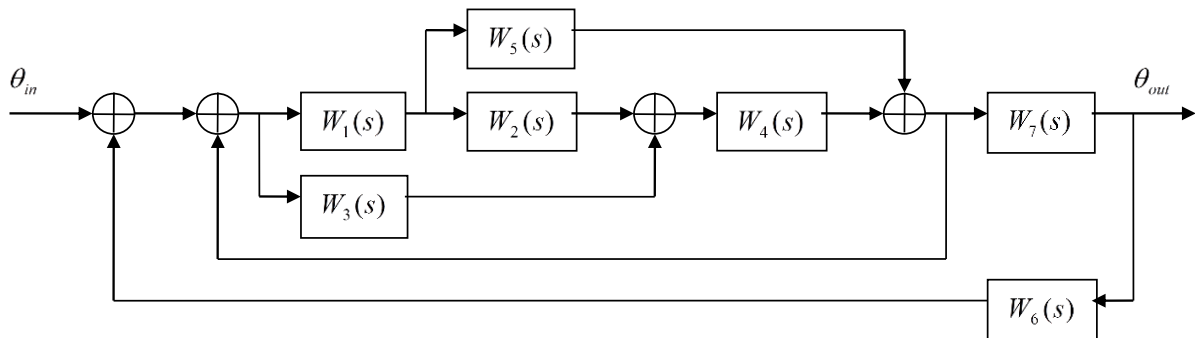 W₅(s)
θᵢₙ
θₒᵤₜ
W₁(s)
W₂(s)
W₄(s)
W₇(s)
W₃(s)
W₆(s)